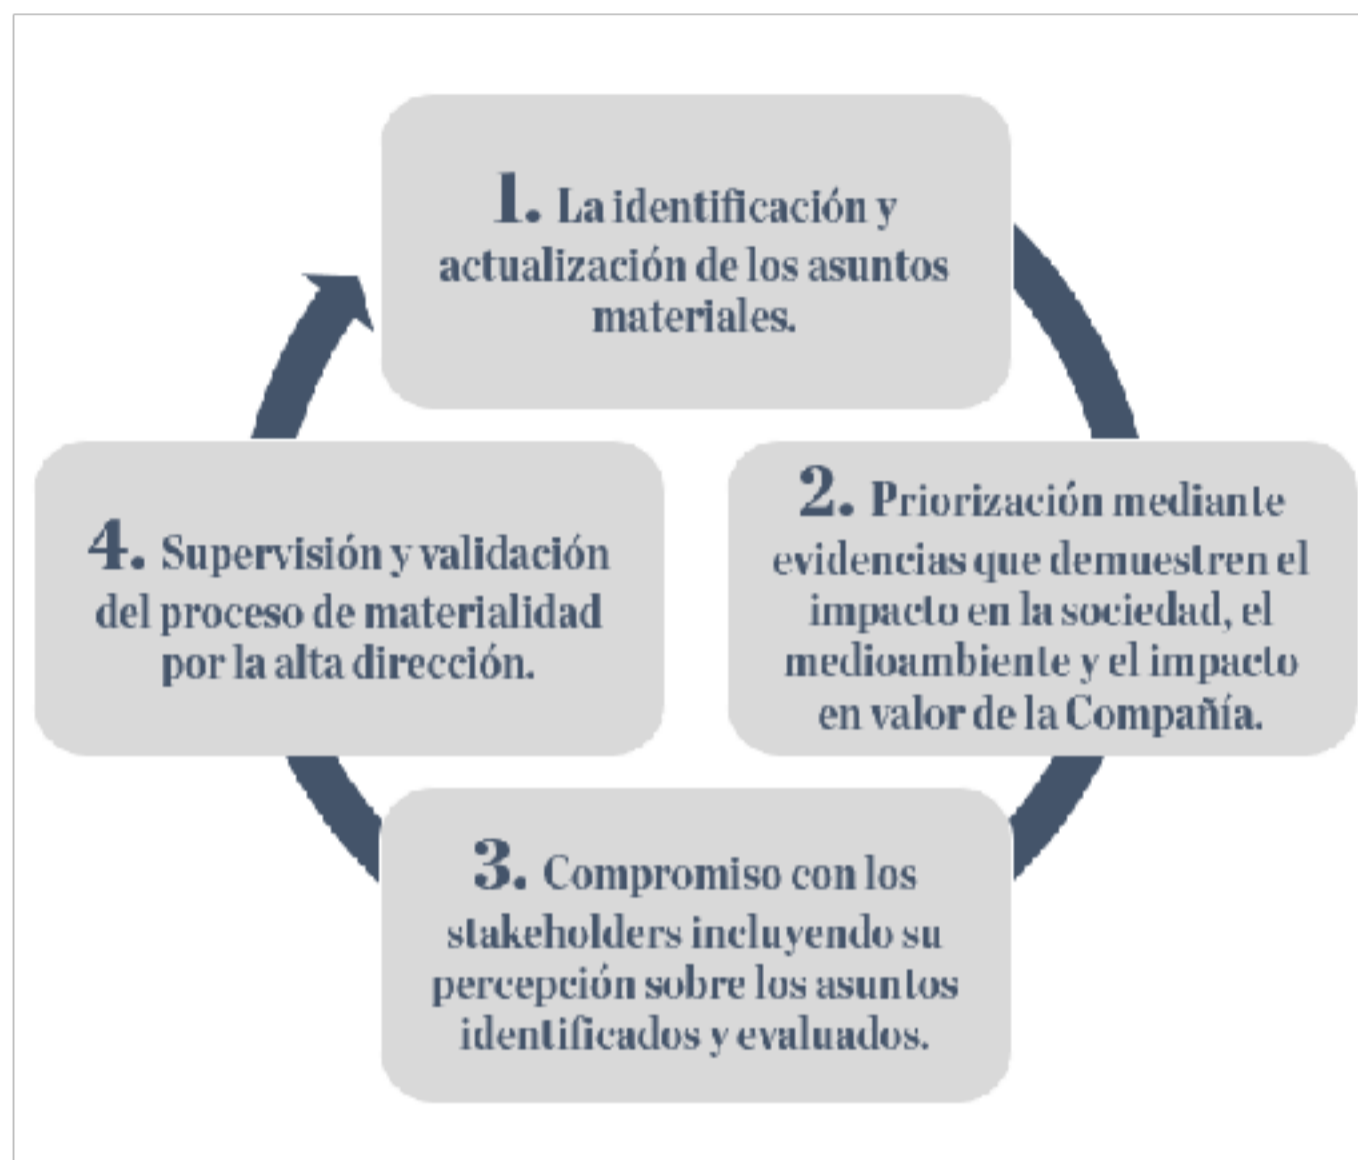 1. La identificación y
actualización de los asuntos
materiales.
2. Priorización mediante
evidencias que demuestren el
impacto en la sociedad, el
medioambiente y el impacto
en valor de la Compañía.
3. Compromiso con los
stakeholders incluyendo su
percepción sobre los asuntos
identificados y evaluados.
4. Supervisión y validación
del proceso de materialidad
por la alta dirección.